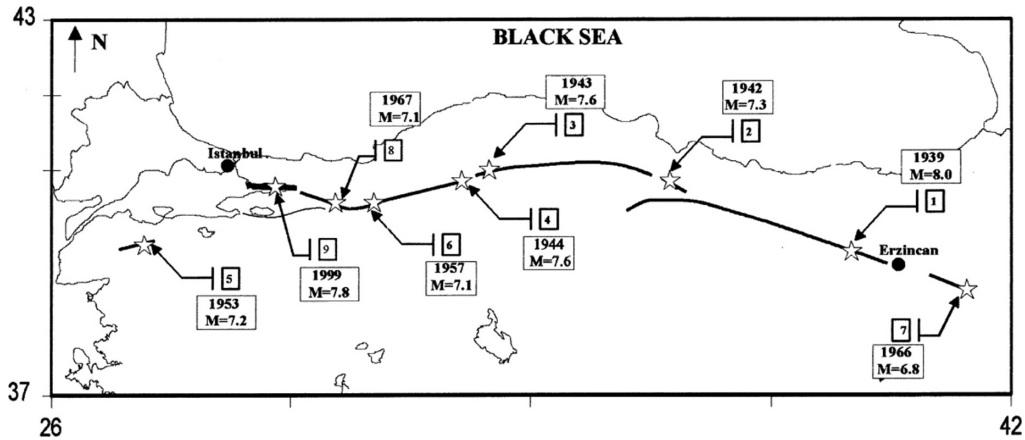 43
N
BLACK SEA
1967
M=7.1
8
1943
M=7.6
3
1942
M=7.3
2
1939
M=8.0
1
Istanbul
Erzincan
4
1944
M=7.6
6
1957
M=7.1
9
1999
M=7.8
5
1953
M=7.2
7
1966
M=6.8
37
26
42